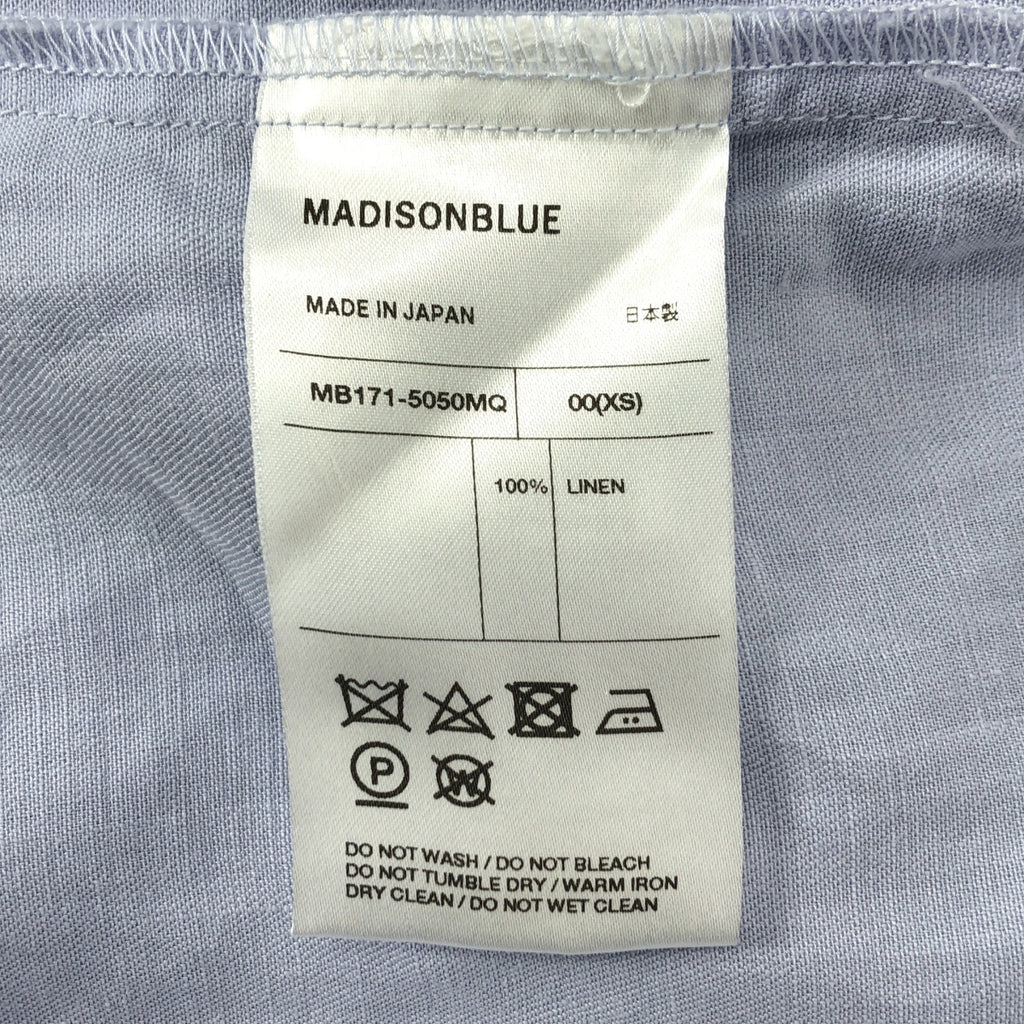 MADISONBLUE
MADE IN JAPAN 日本製
MB171-5050MQ 00(XS)
100% LINEN
P W
DO NOT WASH / DO NOT BLEACH
DO NOT TUMBLE DRY / WARM IRON
DRY CLEAN / DO NOT WET CLEAN